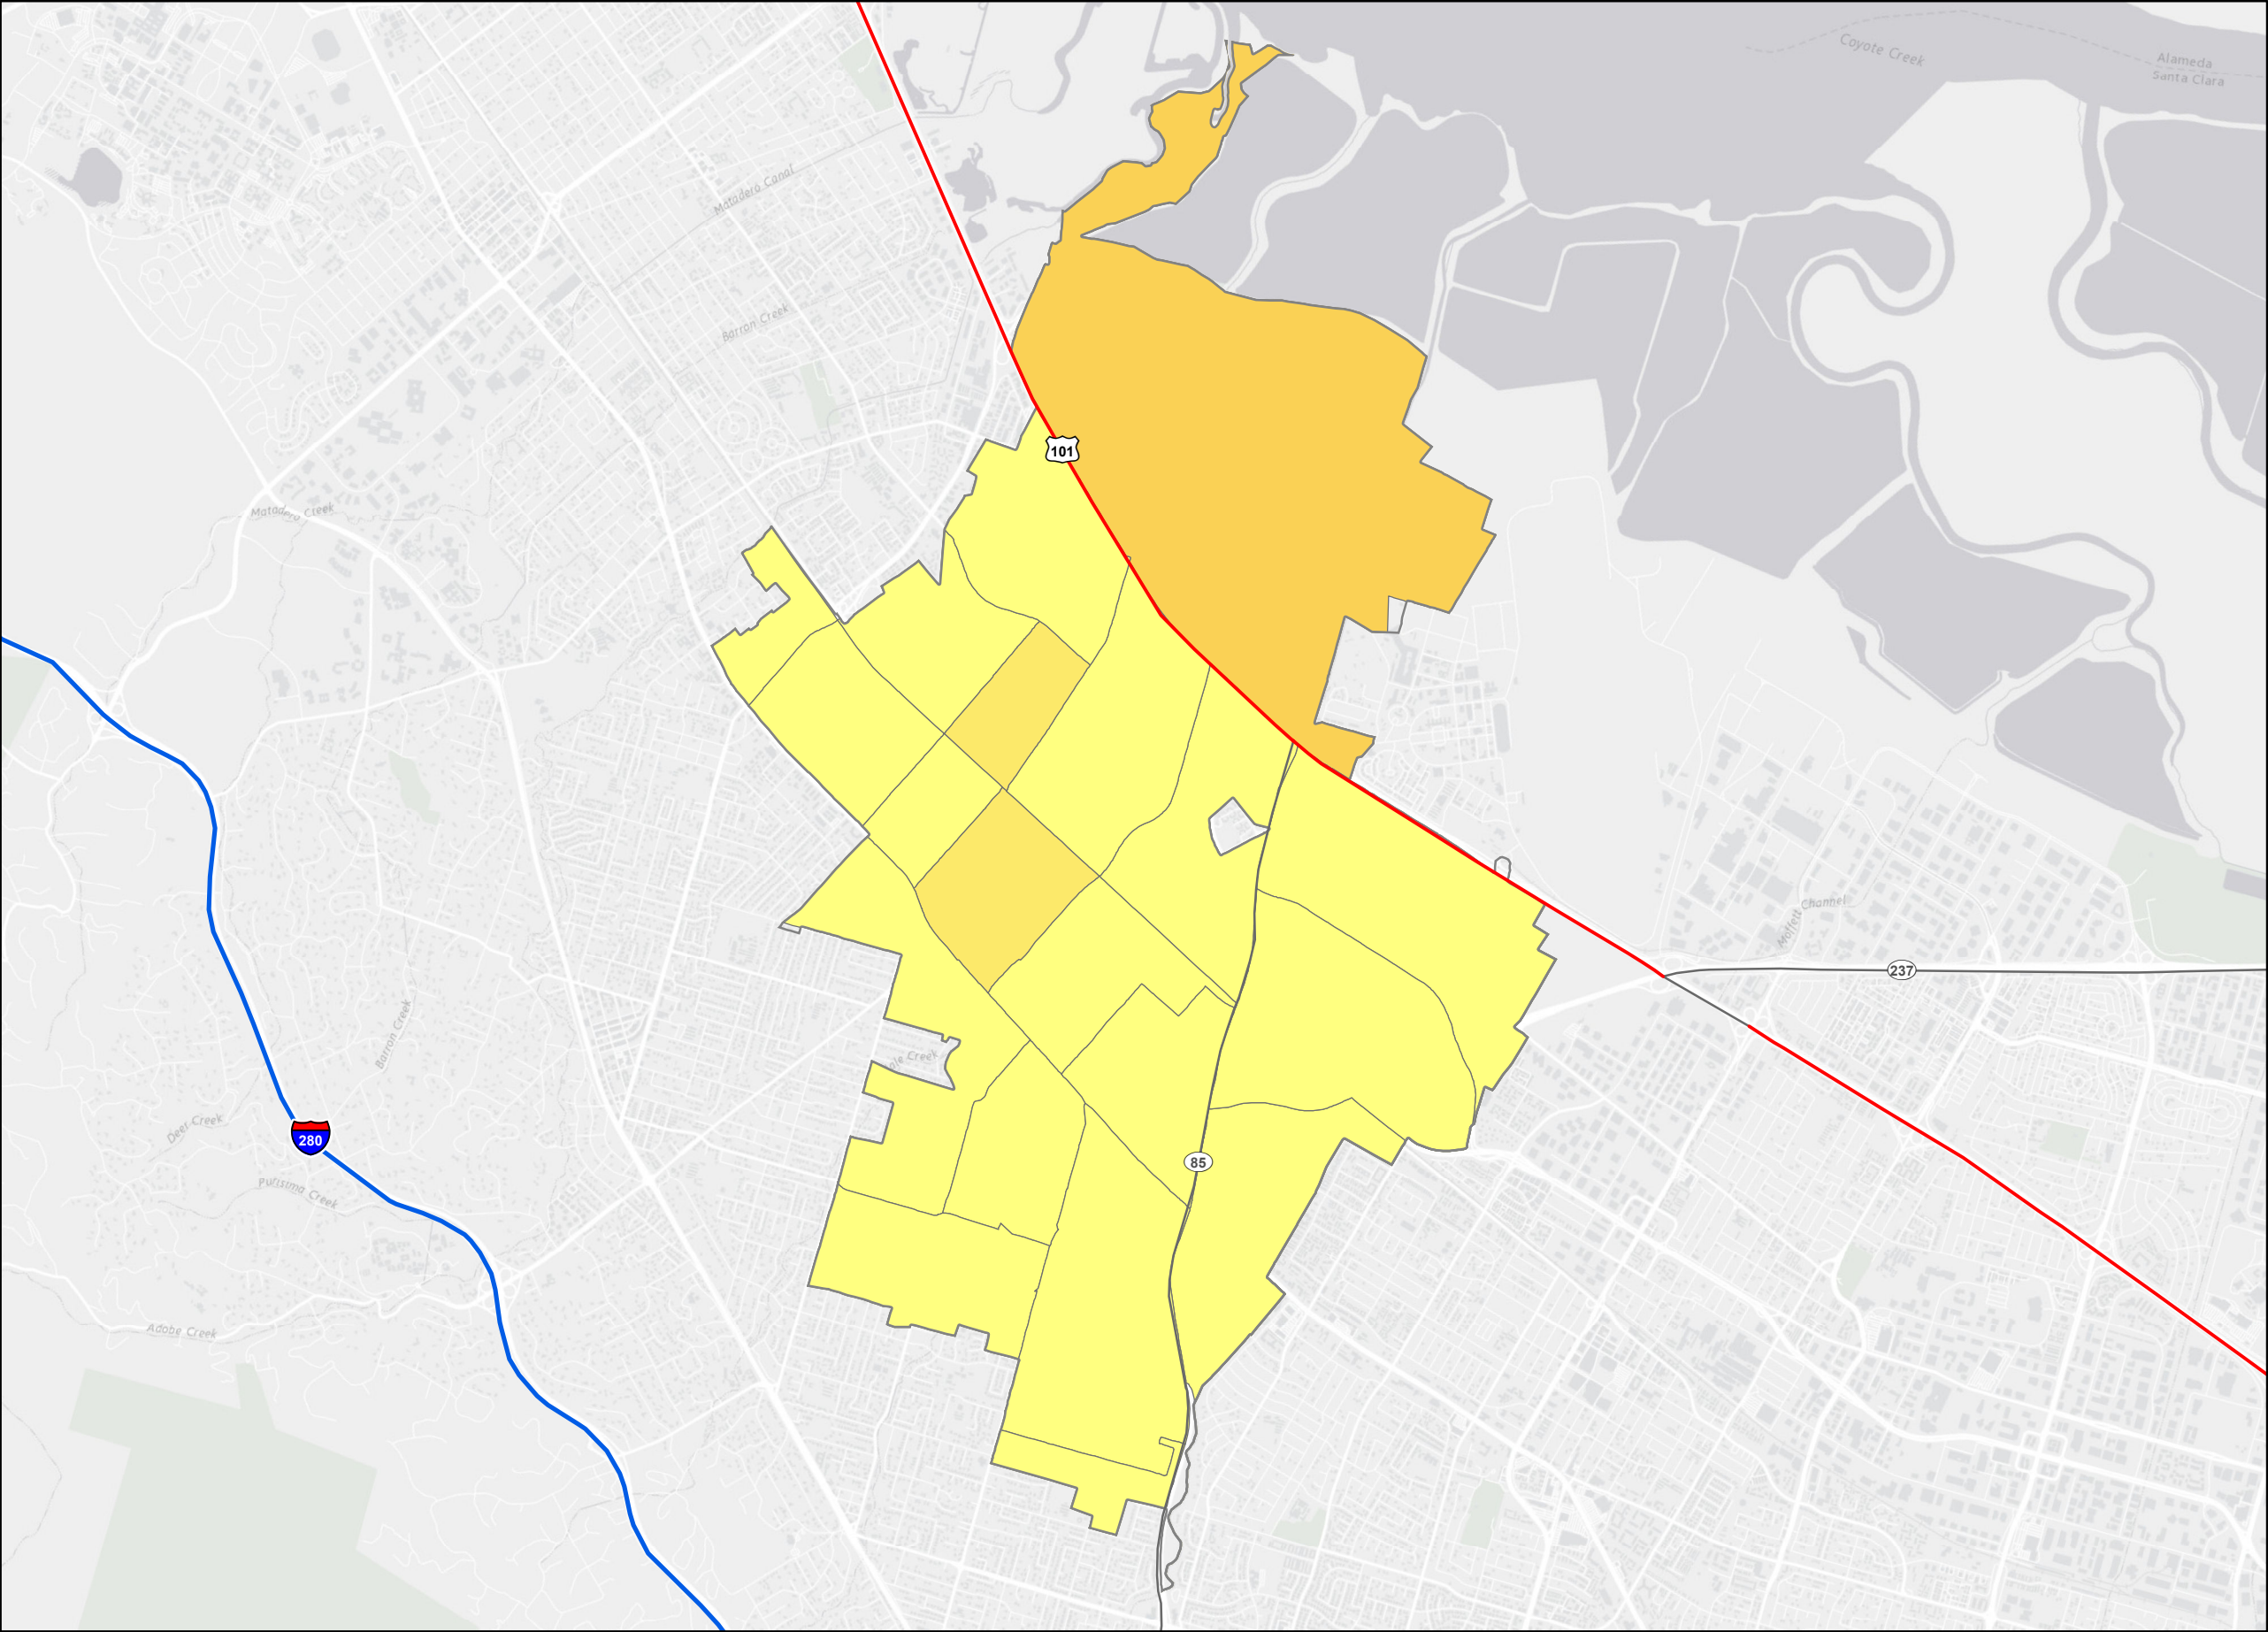 Coyote Creek
Alameda
Santa Clara
Matadero Canal
Barron Creek
101
Matadero Creek
Moffett Channel
237
Barron Creek
Deer Creek
280
85
Purisima Creek
Adobe Creek